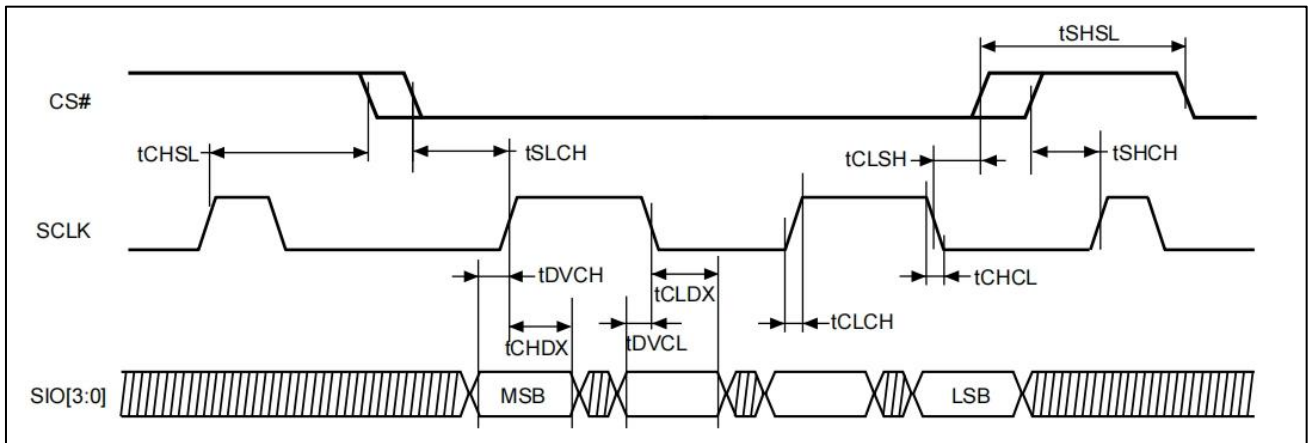 tSHSL
CS#
tCHSL
tSLCH
tCLSH
tSHCH
SCLK
tDVCH
tCLDX
tCHCL
tCHDX
tDVCL
tCLCH
SIO[3:0]
MSB
LSB